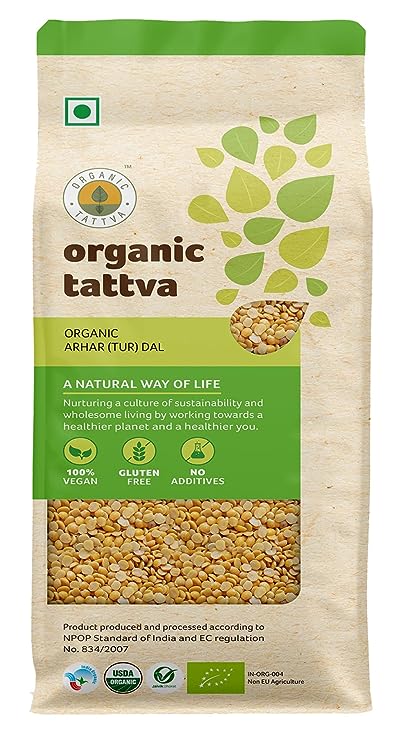 ORGANIC
TATTVA
TM
organic
tattva
ORGANIC
ARHAR (TUR) DAL
A NATURAL WAY OF LIFE
Nurturing a culture of sustainability and
wholesome living by working towards a
healthier planet and a healthier you.
100%
VEGAN
GLUTEN
FREE
NO
ADDITIVES
Product produced and processed according to
NPOP Standard of India and EC regulation
No. 834/2007
USDA
ORGANIC
IN-ORG-004
Non EU Agriculture